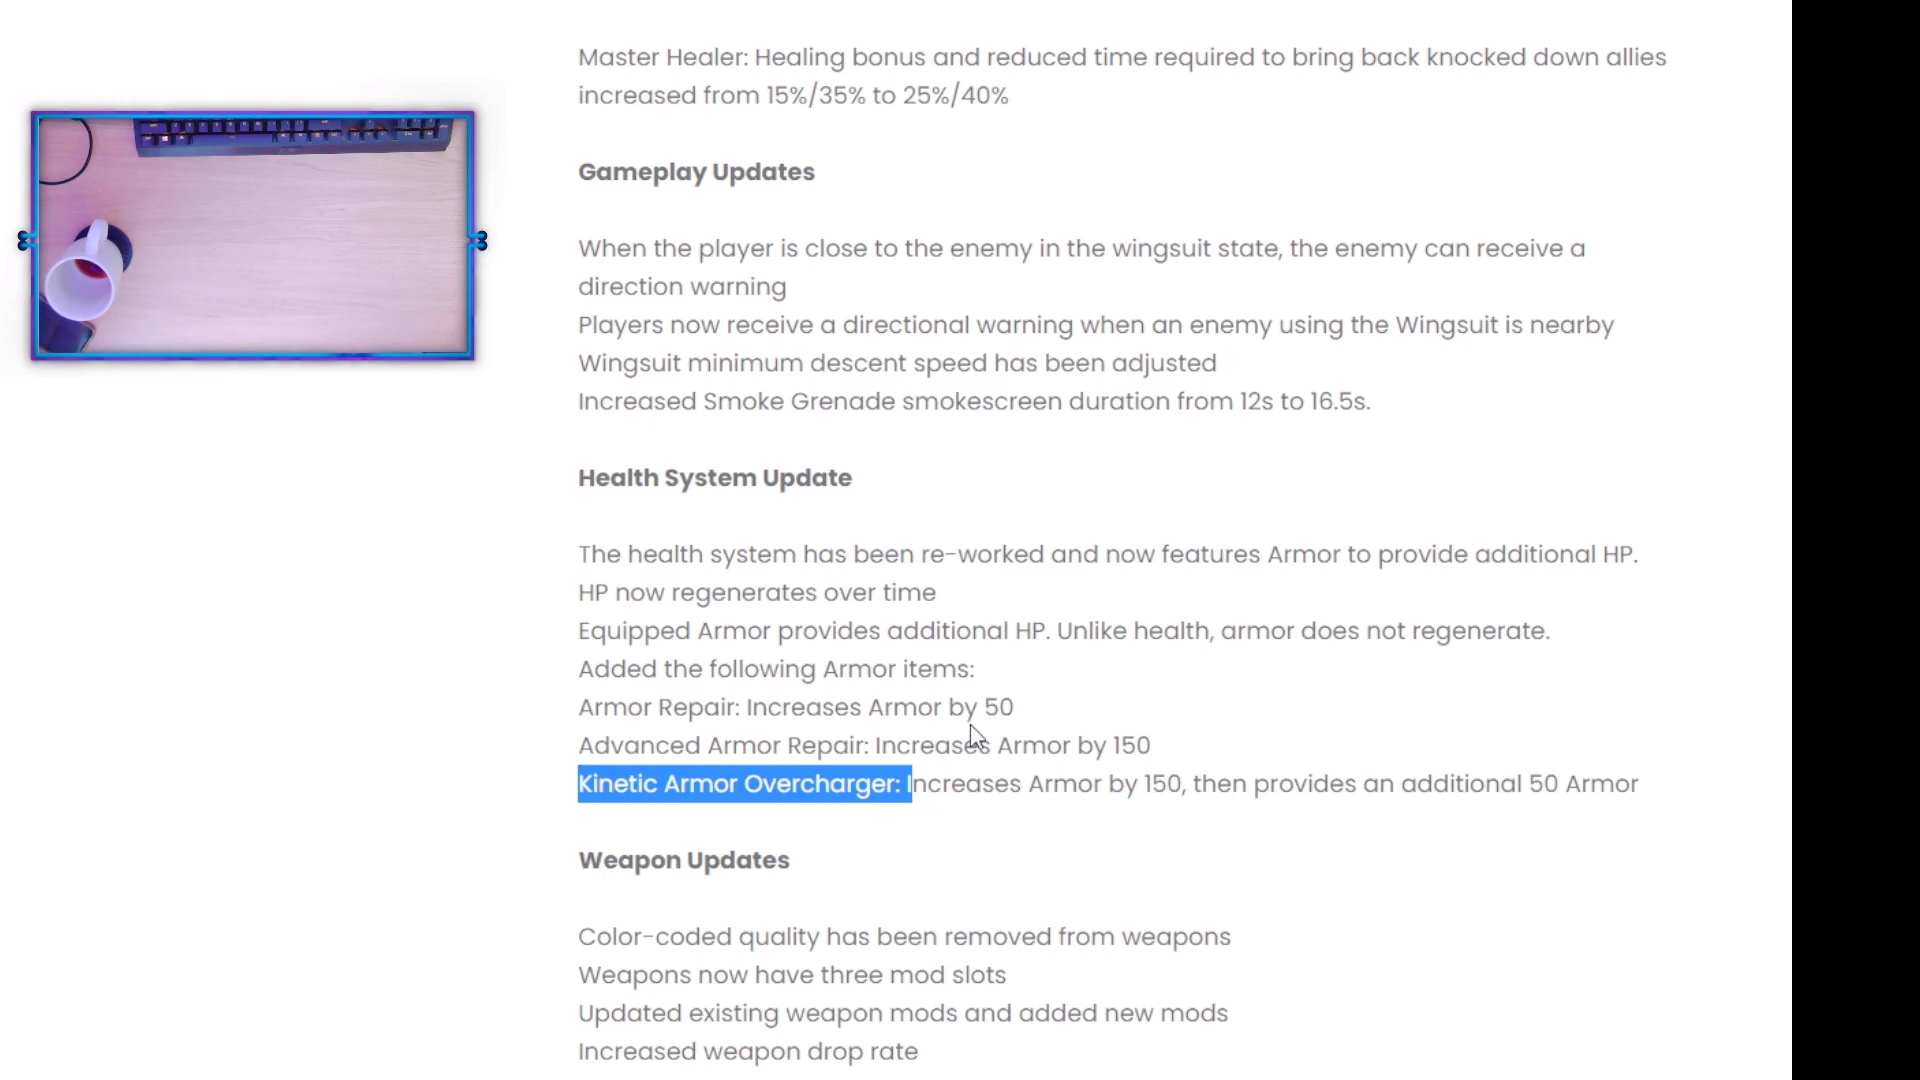 Master Healer: Healing bonus and reduced time required to bring back knocked down allies
increased from 15%/35% to 25%/40%
Gameplay Updates
When the player is close to the enemy in the wingsuit state, the enemy can receive a
direction warning
Players now receive a directional warning when an enemy using the Wingsuit is nearby
Wingsuit minimum descent speed has been adjusted
Increased Smoke Grenade smokescreen duration from 12s to 16.5s.
Health System Update
The health system has been re-worked and now features Armor to provide additional HP.
HP now regenerates over time
Equipped Armor provides additional HP. Unlike health, armor does not regenerate.
Added the following Armor items:
Armor Repair: Increases Armor by 50
Advanced Armor Repair: Increases Armor by 150
Kinetic Armor Overcharger: Increases Armor by 150, then provides an additional 50 Armor
Weapon Updates
Color-coded quality has been removed from weapons
Weapons now have three mod slots
Updated existing weapon mods and added new mods
Increased weapon drop rate